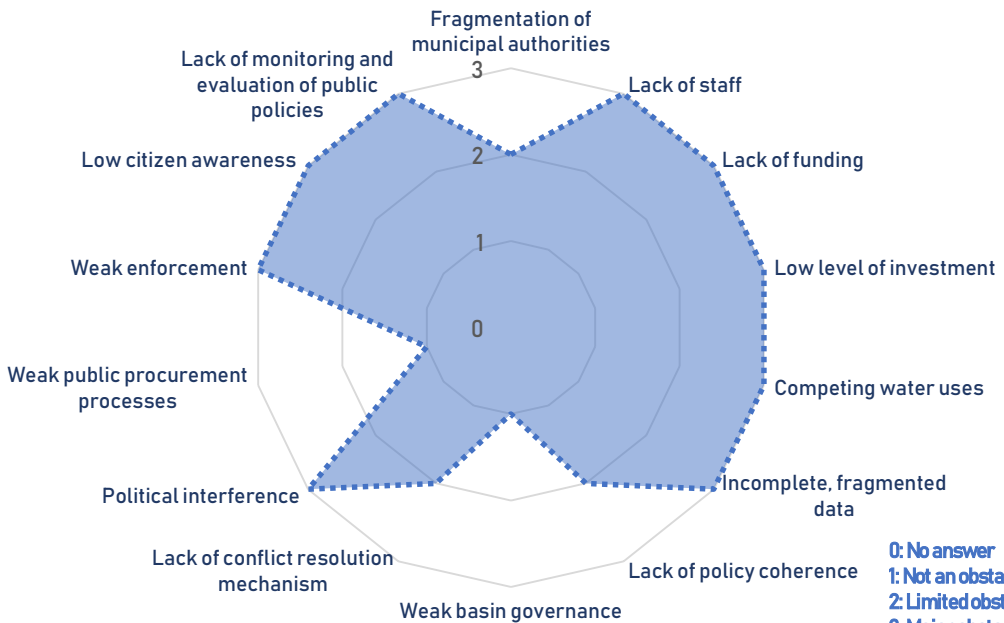 Fragmentation of
municipal authorities
Lack of monitoring and
evaluation of public
policies
3
Lack of staff
Low citizen awareness
2
Lack of funding
1
Weak enforcement
Low level of investment
0
Weak public procurement
processes
Competing water uses
Political interference
Incomplete, fragmented
data
Lack of conflict resolution
mechanism
Lack of policy coherence
Weak basin governance
0: No answer
1: Not an obsta
2: Limited obst